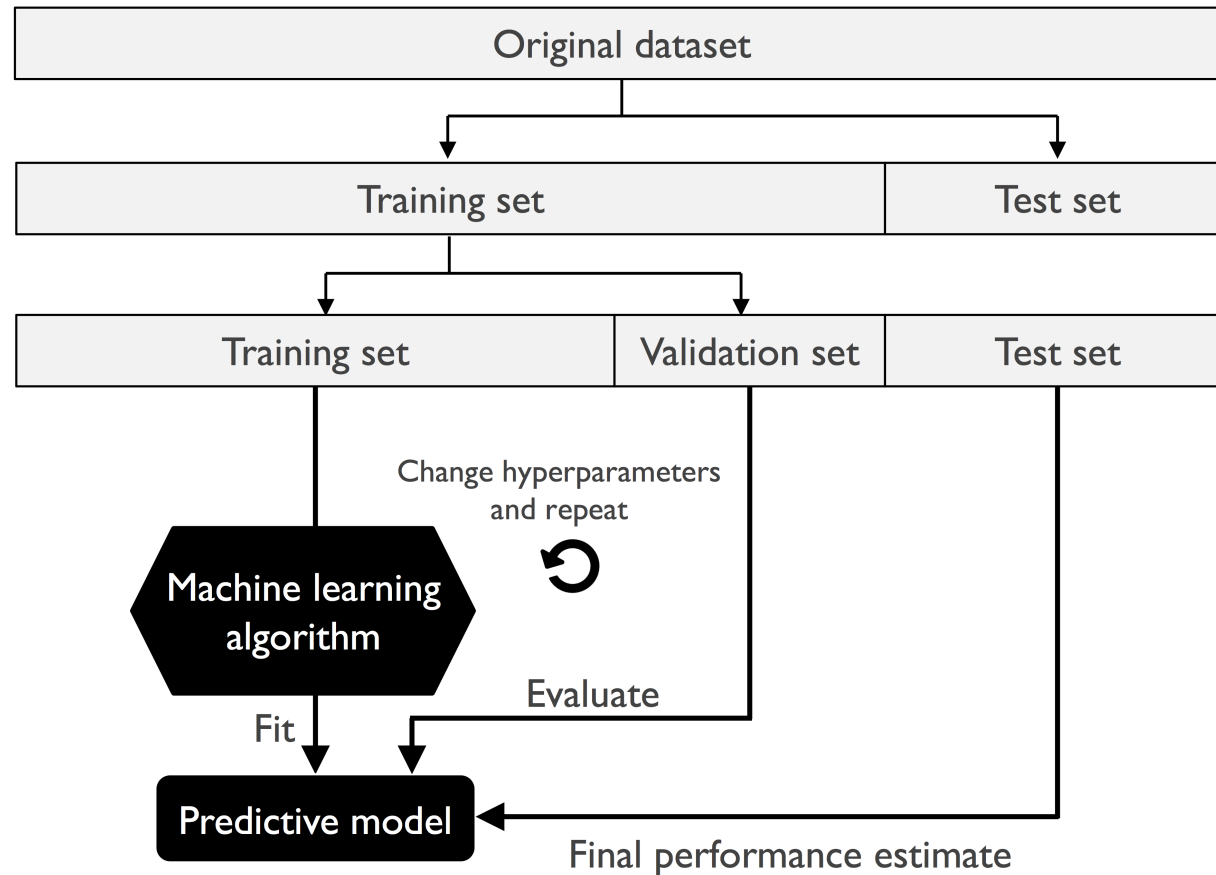 Original dataset
Training set
Test set
Training set
Validation set
Test set
Change hyperparameters
and repeat
Machine learning
algorithm
Evaluate
Fit
Predictive model
Final performance estimate